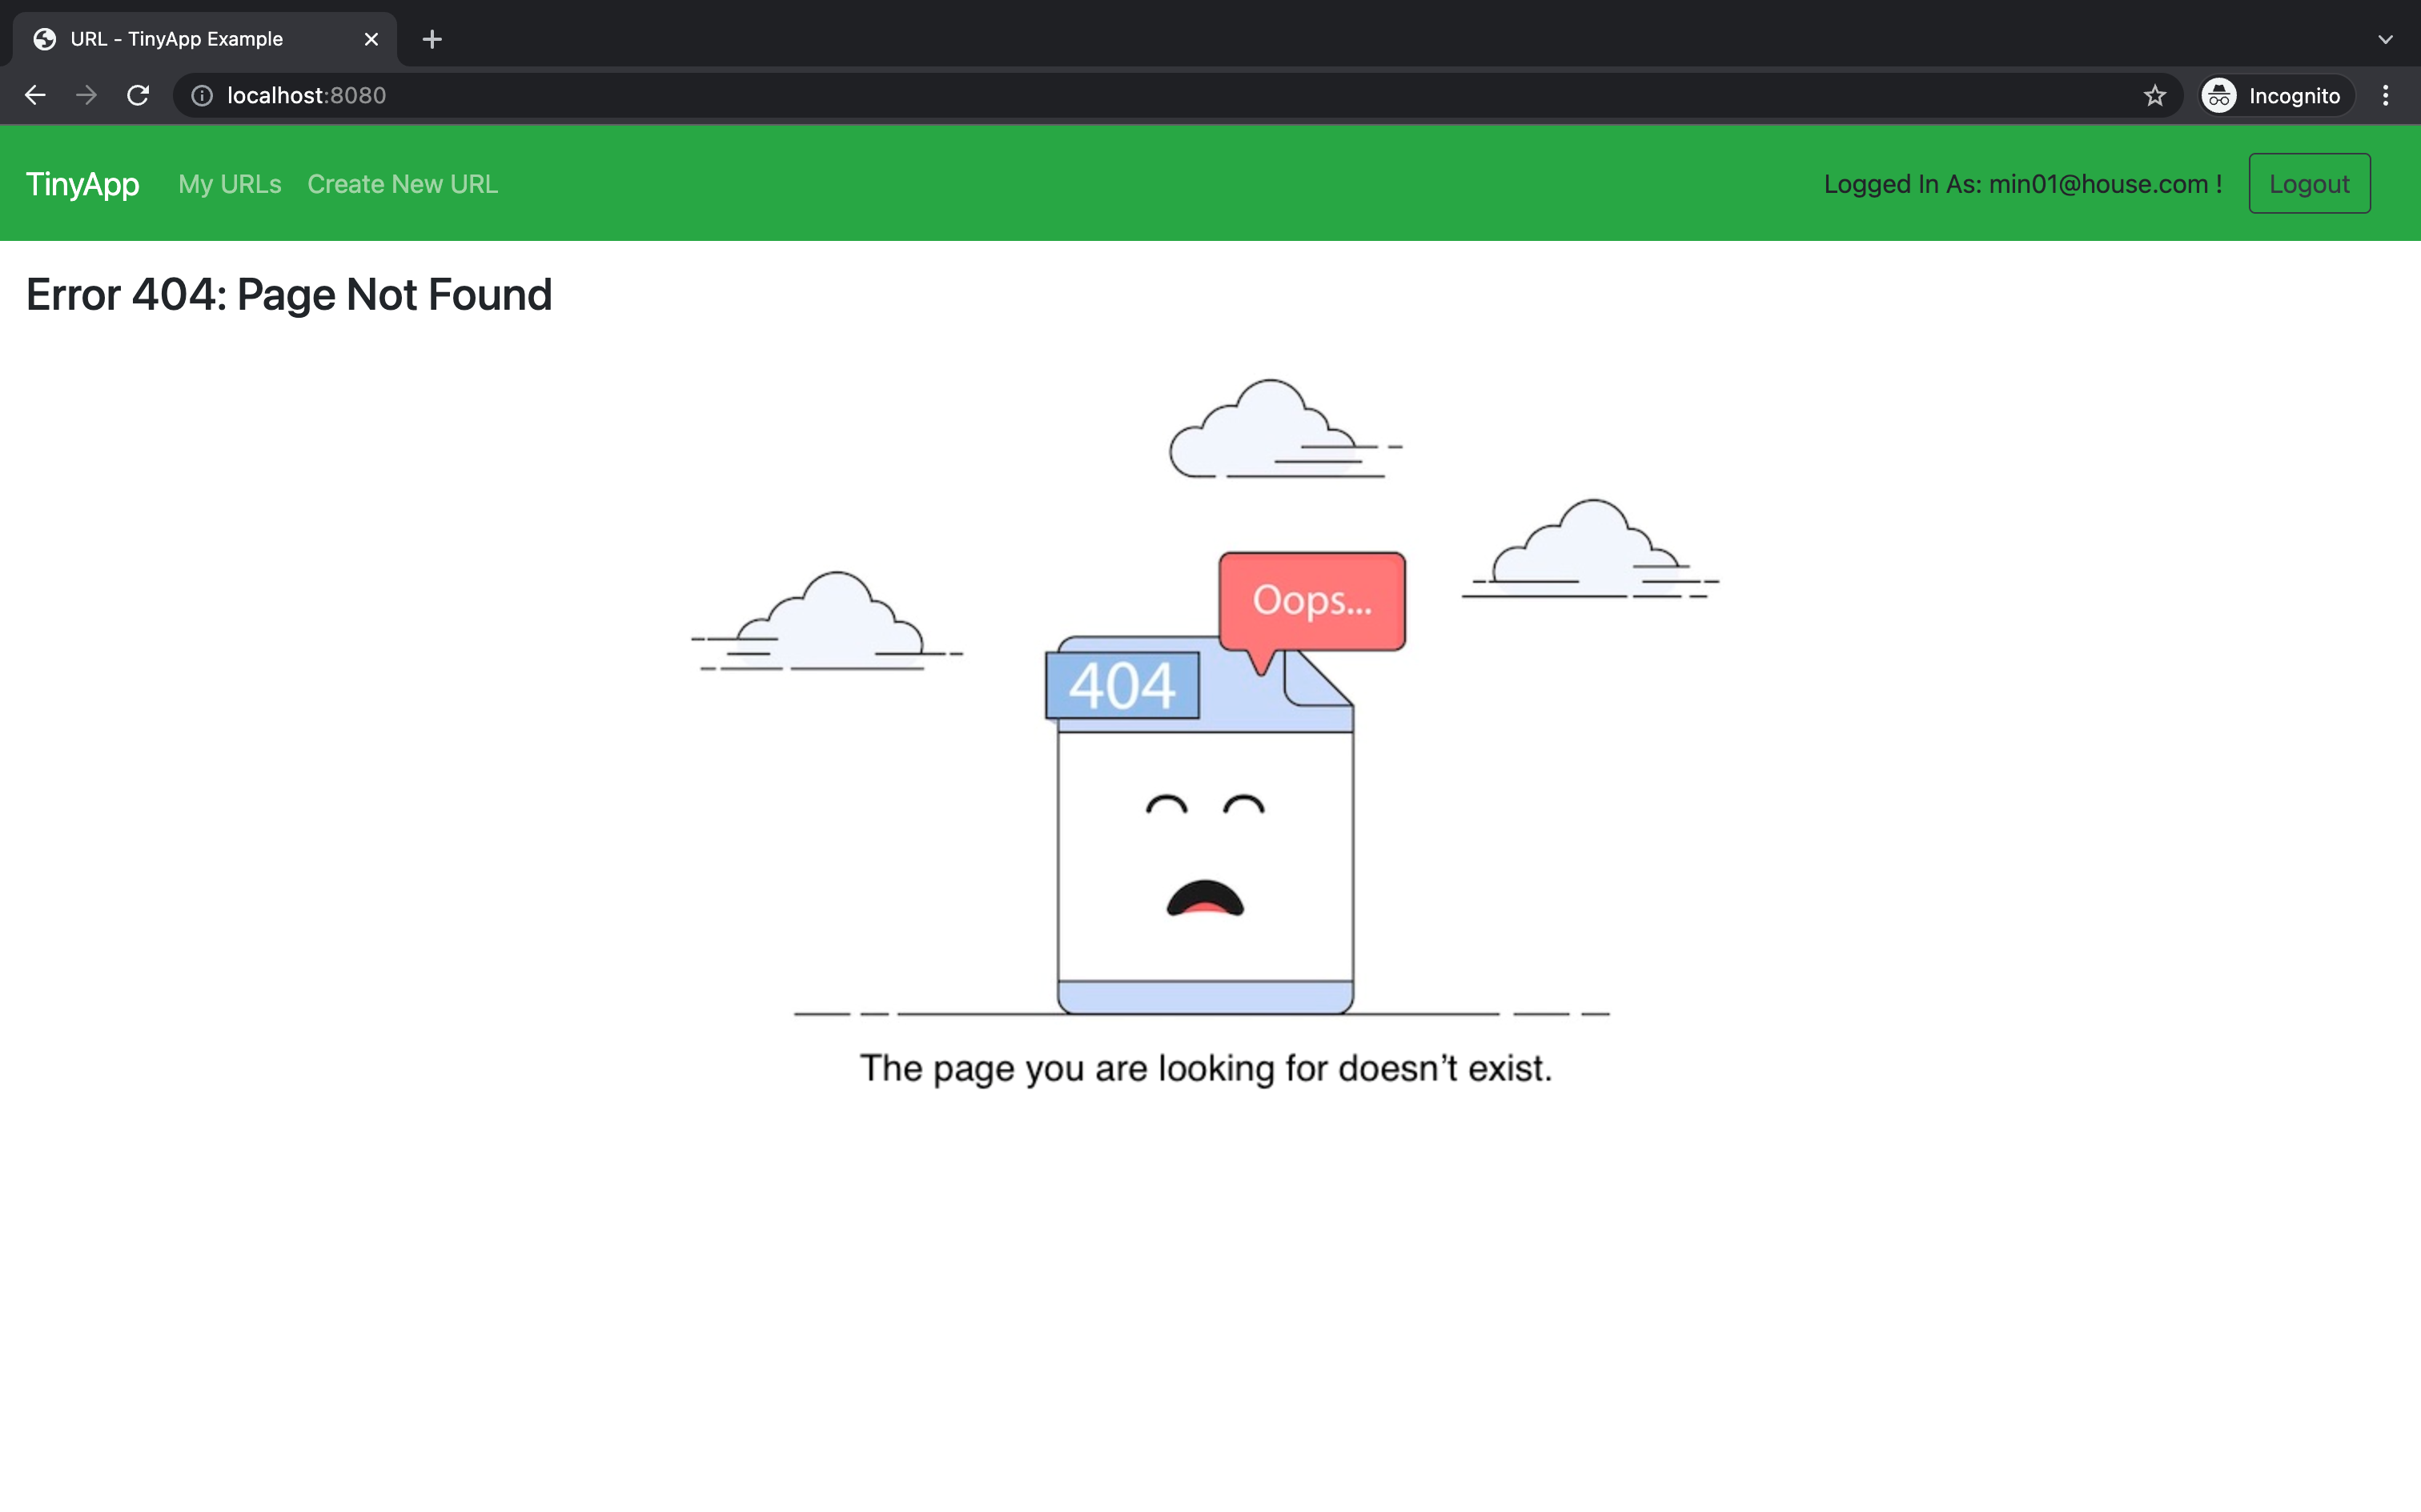 URL - TinyApp Example
localhost:8080
Incognito
TinyApp My URLs Create New URL Logged In As: min01@house.com ! Logout
Error 404: Page Not Found
Oops...
404
The page you are looking for doesn’t exist.